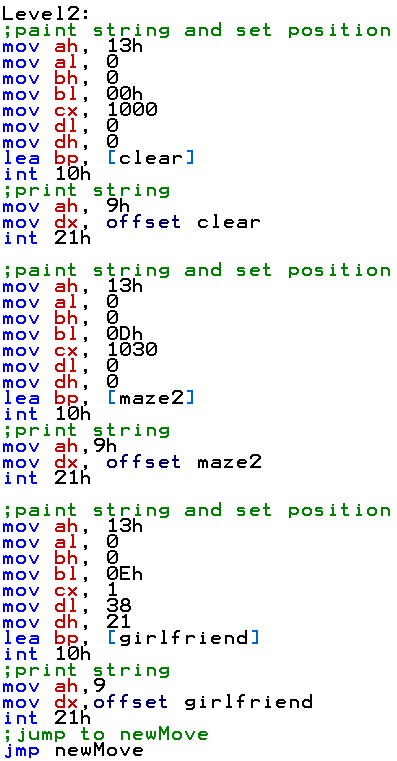 Level2:
;paint string and set position
mov ah, 13h
mov al, 0
mov bh, 0
mov bl, 00h
mov cx, 1000
mov dl, 0
mov dh, 0
lea bp, [clear]
int 10h
;print string
mov ah, 9h
mov dx, offset clear
int 21h

;paint string and set position
mov ah, 13h
mov al, 0
mov bh, 0
mov bl, 0Dh
mov cx, 1030
mov dl, 0
mov dh, 0
lea bp, [maze2]
int 10h
;print string
mov ah,9h
mov dx, offset maze2
int 21h

;paint string and set position
mov ah, 13h
mov al, 0
mov bh, 0
mov bl, 0Eh
mov cx, 1
mov dl, 38
mov dh, 21
lea bp, [girlfriend]
int 10h
;print string
mov ah,9
mov dx,offset girlfriend
int 21h
;jump to newMove
jmp newMove